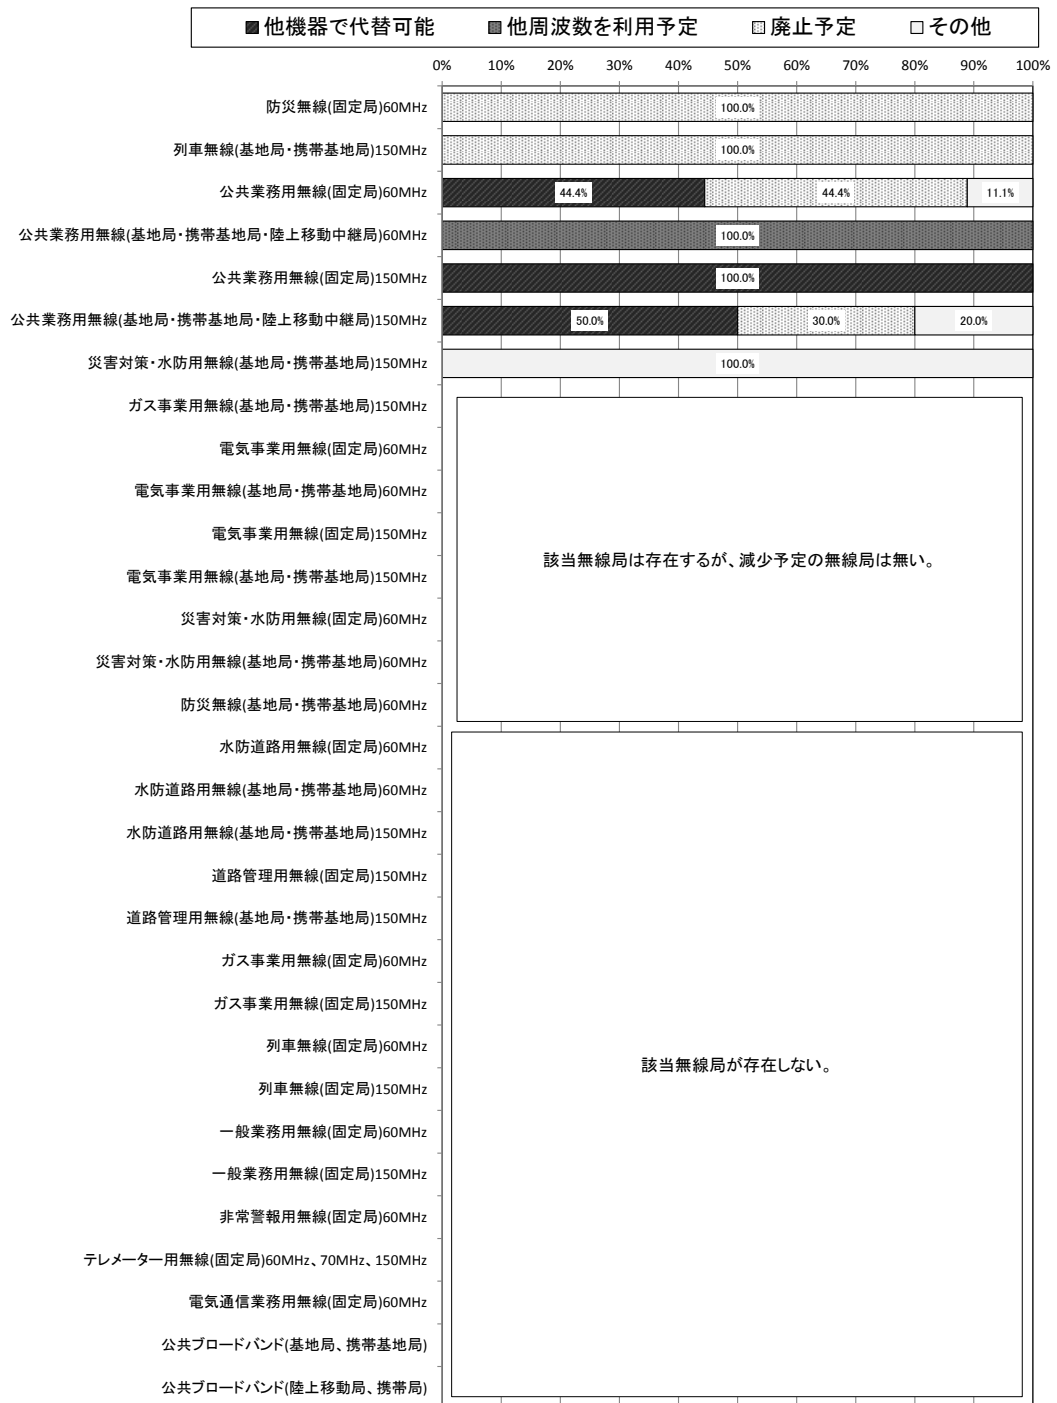 他機器で代替可能 他周波数を利用予定 廃止予定 その他
0% 10% 20% 30% 40% 50% 60% 70% 80% 90% 100%
防災無線(固定局)60MHz 100.0%
列車無線(基地局・携帯基地局)150MHz 100.0%
公共業務用無線(固定局)60MHz 44.4% 44.4% 11.1%
公共業務用無線(基地局・携帯基地局・陸上移動中継局)60MHz 100.0%
公共業務用無線(固定局)150MHz 100.0%
公共業務用無線(基地局・携帯基地局・陸上移動中継局)150MHz 50.0% 30.0% 20.0%
災害対策・水防用無線(基地局・携帯基地局)150MHz 100.0%
ガス事業用無線(基地局・携帯基地局)150MHz
電気事業用無線(固定局)60MHz
電気事業用無線(基地局・携帯基地局)60MHz
電気事業用無線(固定局)150MHz
該当無線局は存在するが、減少予定の無線局は無い。
電気事業用無線(基地局・携帯基地局)150MHz
災害対策・水防用無線(固定局)60MHz
災害対策・水防用無線(基地局・携帯基地局)60MHz
防災無線(基地局・携帯基地局)60MHz
水防道路用無線(固定局)60MHz
水防道路用無線(基地局・携帯基地局)60MHz
水防道路用無線(基地局・携帯基地局)150MHz
道路管理用無線(固定局)150MHz
道路管理用無線(基地局・携帯基地局)150MHz
ガス事業用無線(固定局)60MHz
ガス事業用無線(固定局)150MHz
列車無線(固定局)60MHz
該当無線局が存在しない。
列車無線(固定局)150MHz
一般業務用無線(固定局)60MHz
一般業務用無線(固定局)150MHz
非常警報用無線(固定局)60MHz
テレメーター用無線(固定局)60MHz、70MHz、150MHz
電気通信業務用無線(固定局)60MHz
公共ブロードバンド(基地局、携帯基地局)
公共ブロードバンド(陸上移動局、携帯局)